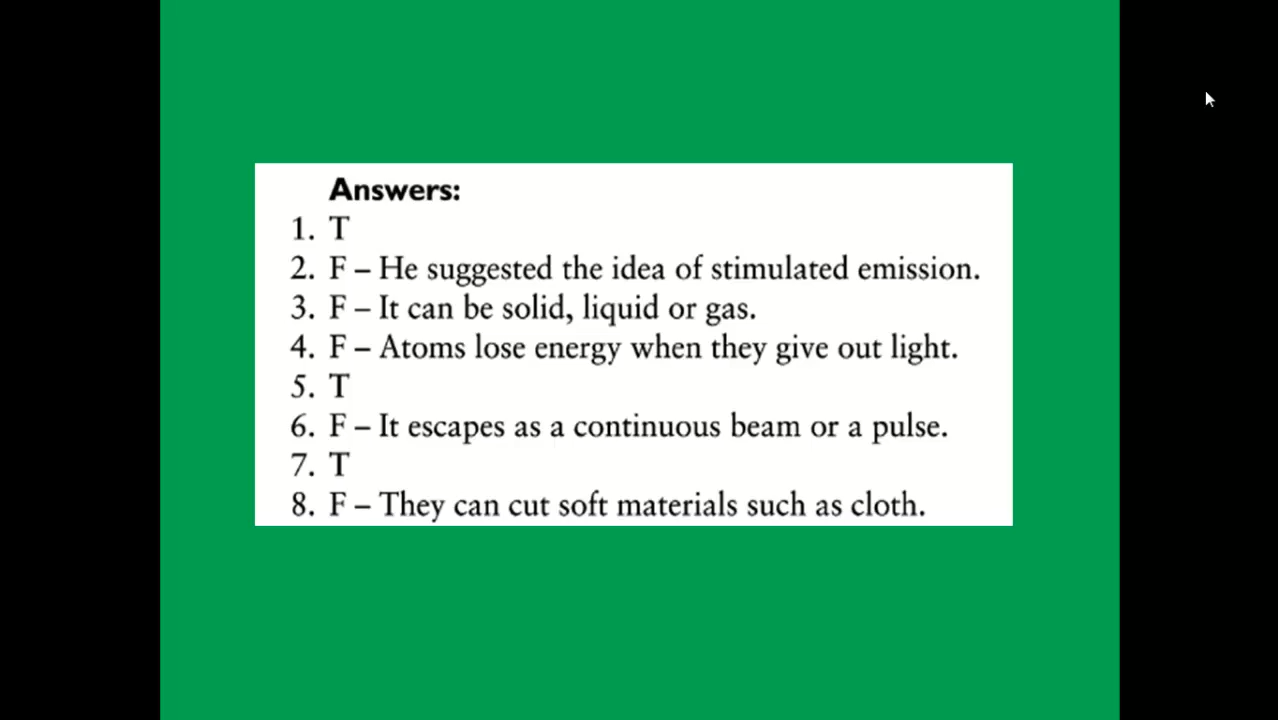 Answers:
1. T
2. F – He suggested the idea of stimulated emission.
3. F – It can be solid, liquid or gas.
4. F – Atoms lose energy when they give out light.
5. T
6. F – It escapes as a continuous beam or a pulse.
7. T
8. F – They can cut soft materials such as cloth.